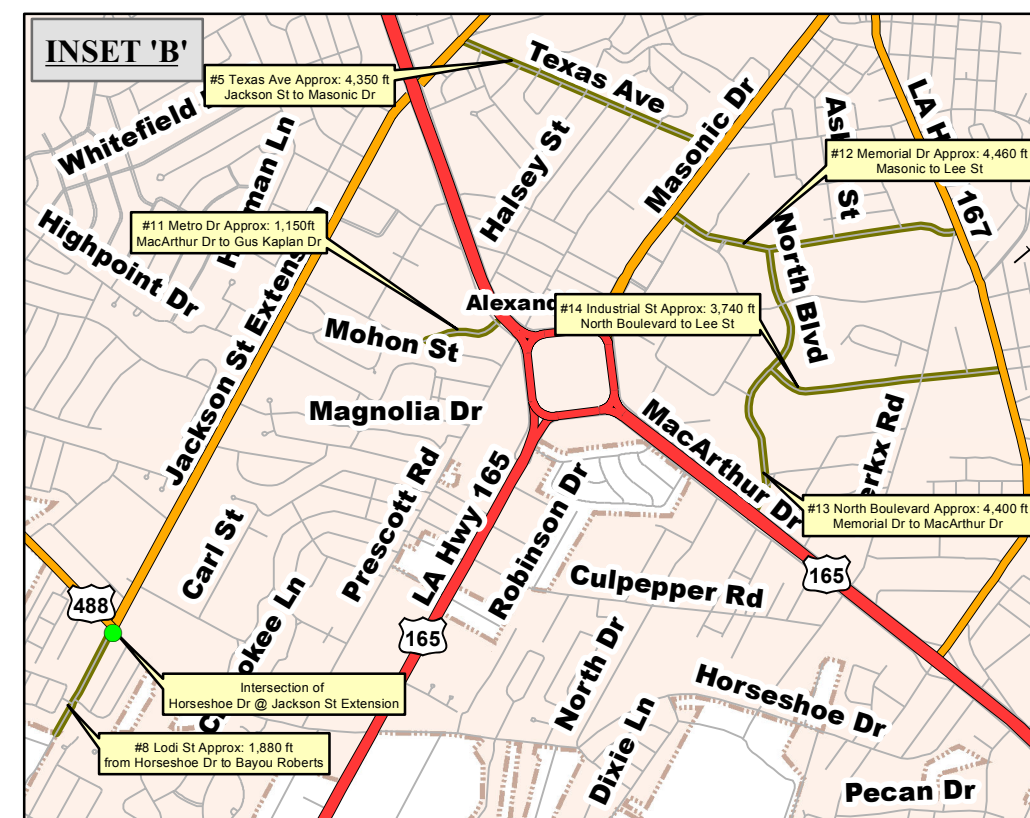 INSET 'B'
Texas Ave
#5 Texas Ave Approx: 4,350 ft
Jackson St to Masonic Dr
Whitefield
Masonic Dr
Halsey St
St
167
#12 Memorial Dr Approx: 4,460 ft
Masonic to Lee St
#11 Metro Dr Approx: 1,150ft
MacArthur Dr to Gus Kaplan Dr
Highpoint Dr
North Blvd
#14 Industrial St Approx: 3,740 ft
North Boulevard to Lee St
Mohon St
Jackson St Extens
Magnolia Dr
MacArthur Dr
Prescott Rd
LA Hwy 165
Robinson Dr
#13 North Boulevard Approx: 4,400 ft
Memorial Dr to MacArthur Dr
Carl St
Culpepper Rd
165
488
165
Intersection of
Horseshoe Dr @ Jackson St Extension
North Dr
Horseshoe Dr
#8 Lodi St Approx: 1,880 ft
from Horseshoe Dr to Bayou Roberts
Dixie Ln
Pecan Dr